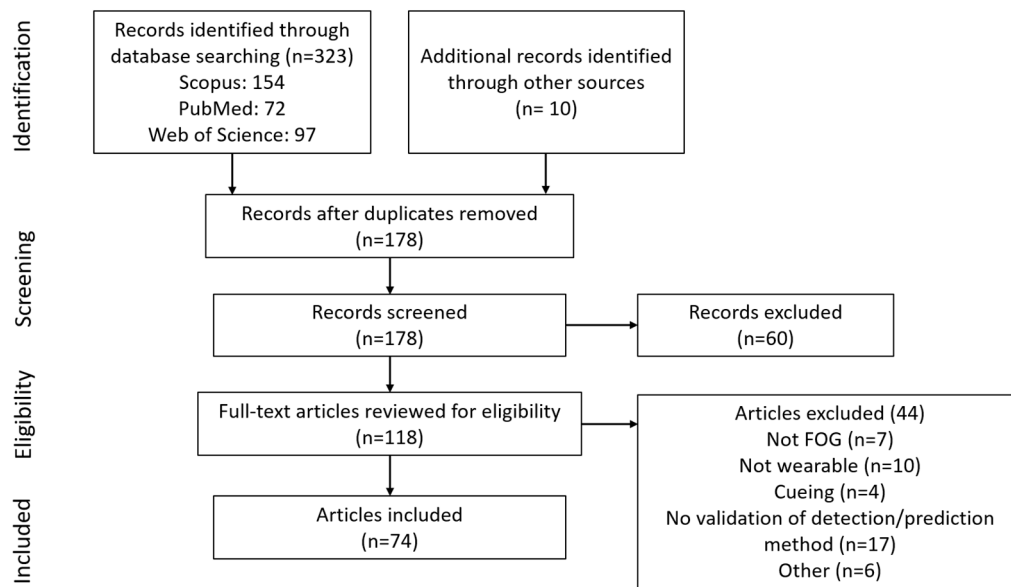 Identification
Records identified through
database searching (n=323)
Scopus: 154
PubMed: 72
Web of Science: 97
Additional records identified
through other sources
(n= 10)
Screening
Records after duplicates removed
(n=178)
Records screened
(n=178)
Records excluded
(n=60)
Eligibility
Full-text articles reviewed for eligibility
(n=118)
Articles excluded (44)
Not FOG (n=7)
Not wearable (n=10)
Cueing (n=4)
No validation of detection/prediction
method (n=17)
Other (n=6)
Included
Articles included
(n=74)